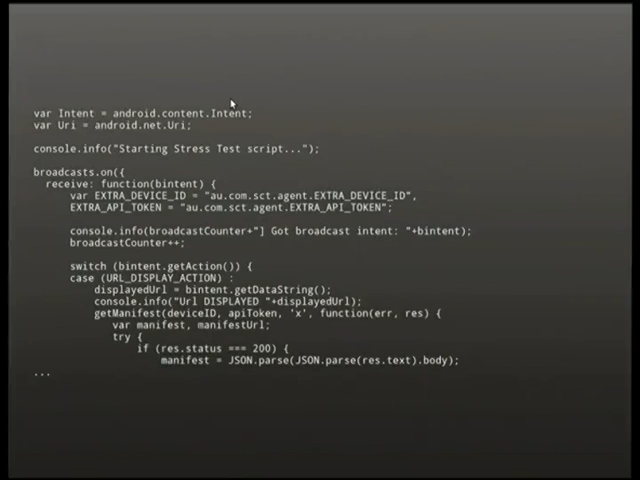 var Intent = android.content.Intent;
var Uri = android.net.Uri;
console.info("Starting Stress Test script...");
broadcasts.on({
receive: function(bintent) {
var EXTRA_DEVICE_ID = "au.com.sct.agent.EXTRA_DEVICE_ID",
EXTRA_API_TOKEN = "au.com.sct.agent.EXTRA_API_TOKEN";
console.info(broadcastCounter+"] Got broadcast intent: "+bintent);
broadcastCounter++;
switch (bintent.getAction()) {
case (URL_DISPLAY_ACTION) :
displayedUrl = bintent.getDataString();
console.info("Url DISPLAYED "+displayedUrl);
getManifest(deviceID, apiToken, 'x', function(err, res) {
var manifest, manifestUrl;
try {
if (res.status === 200) {
manifest = JSON.parse(JSON.parse(res.text).body);
...